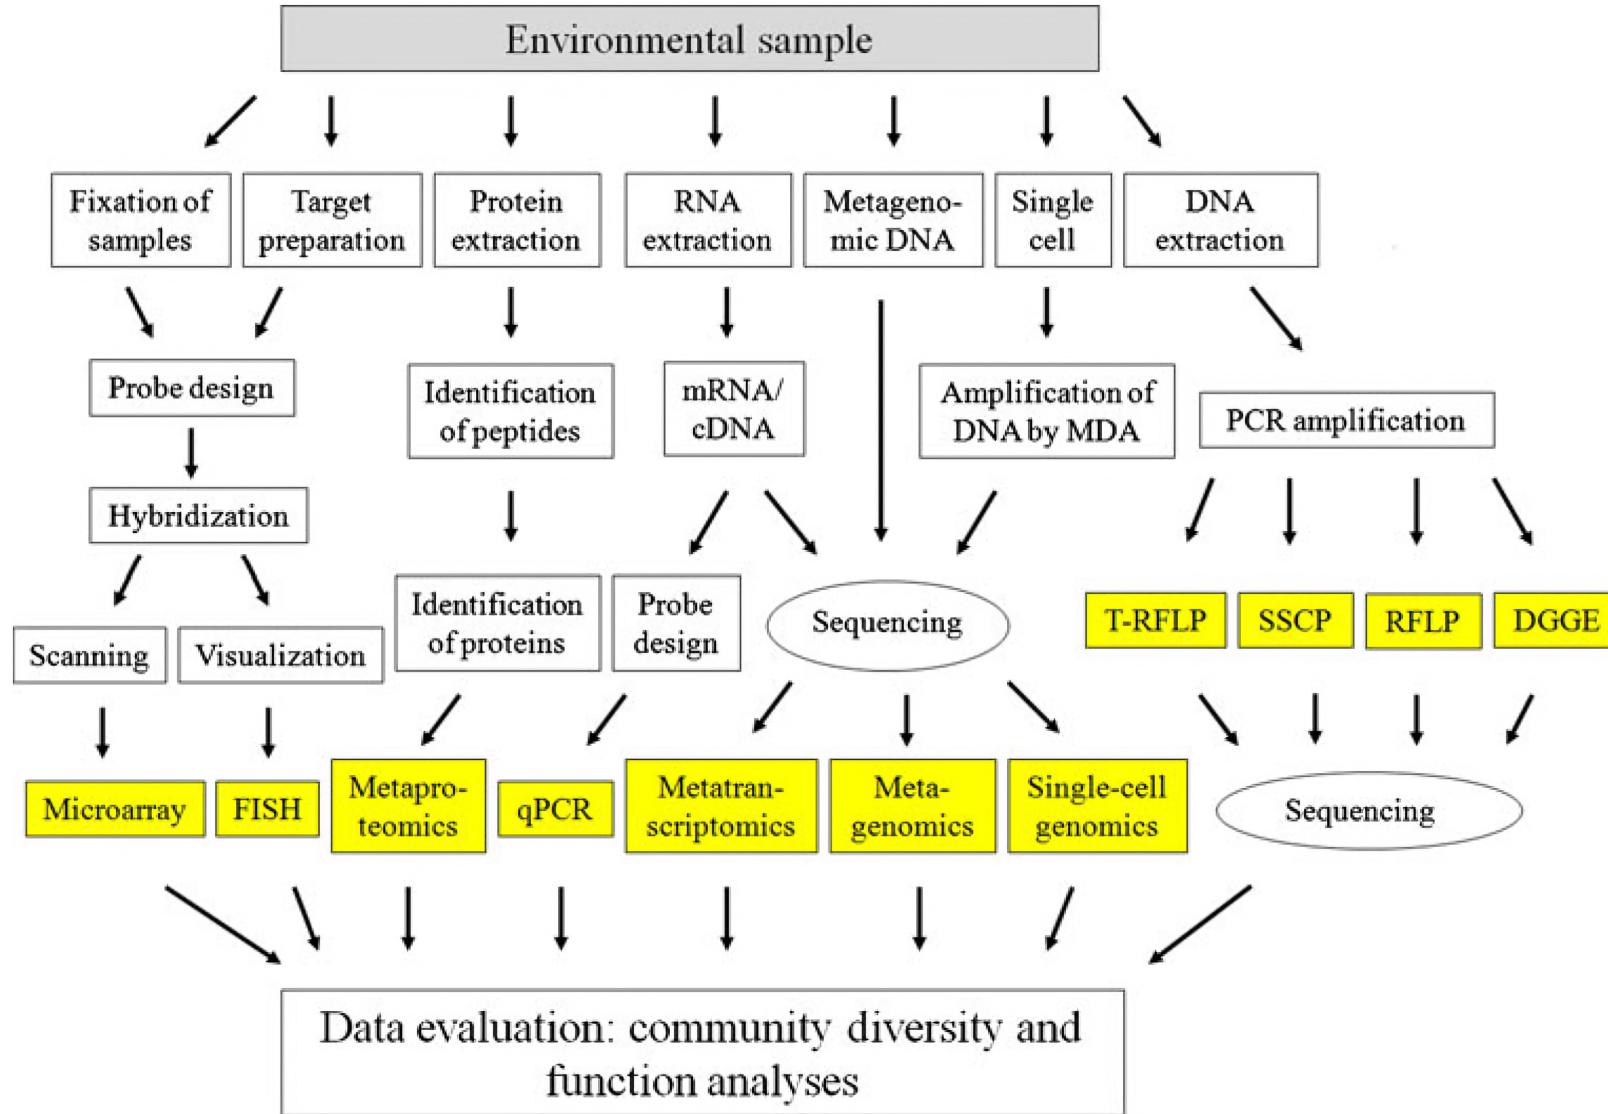 Environmental sample
Fixation of
samples
Target
preparation
Protein
extraction
RNA
extraction
Metageno-
mic DNA
Single
cell
DNA
extraction
Probe design
Identification
of peptides
mRNA/
cDNA
Amplification of
DNA by MDA
PCR amplification
Hybridization
Scanning
Visualization
Identification
of proteins
Probe
design
Sequencing
T-RFLP
SSCP
RFLP
DGGE
Microarray
FISH
Metapro-
teomics
qPCR
Metatran-
scriptomics
Meta-
genomics
Single-cell
genomics
Sequencing
Data evaluation: community diversity and
function analyses